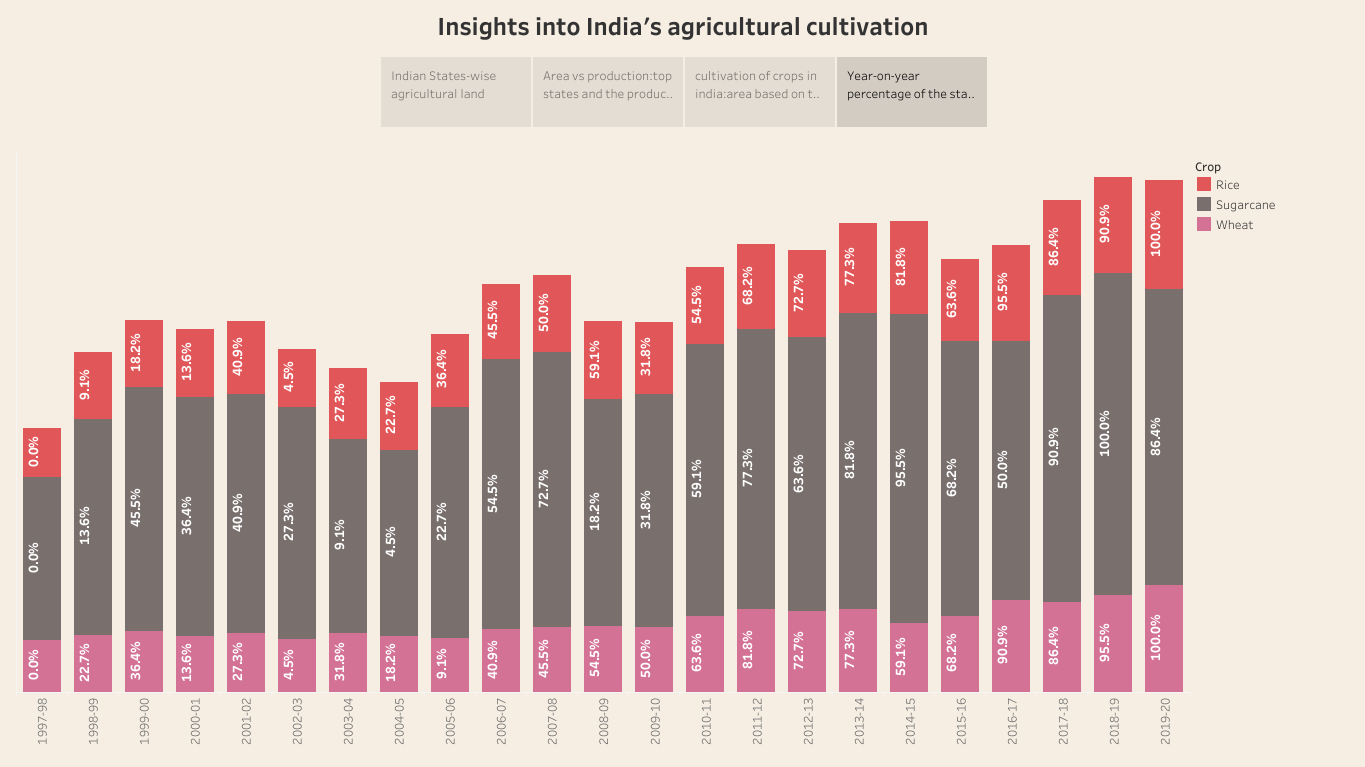 Insights into India’s agricultural cultivation
Indian States-wise
agricultural land
Area vs production:top
states and the produc..
cultivation of crops in
india:area based on t..
Year-on-year
percentage of the sta..
Crop
Rice
Sugarcane
Wheat
0.0% 9.1% 18.2% 13.6% 40.9% 4.5% 27.3% 22.7% 36.4% 45.5% 50.0% 59.1% 31.8% 54.5% 68.2% 72.7% 77.3% 81.8% 63.6% 95.5% 86.4% 90.9% 100.0%
0.0% 13.6% 45.5% 36.4% 40.9% 27.3% 9.1% 4.5% 22.7% 54.5% 72.7% 18.2% 31.8% 59.1% 77.3% 63.6% 81.8% 95.5% 68.2% 50.0% 90.9% 100.0% 86.4%
0.0% 22.7% 36.4% 13.6% 27.3% 4.5% 31.8% 18.2% 9.1% 40.9% 45.5% 54.5% 50.0% 63.6% 81.8% 72.7% 77.3% 59.1% 68.2% 90.9% 86.4% 95.5% 100.0%
1997-98 1998-99 1999-00 2000-01 2001-02 2002-03 2003-04 2004-05 2005-06 2006-07 2007-08 2008-09 2009-10 2010-11 2011-12 2012-13 2013-14 2014-15 2015-16 2016-17 2017-18 2018-19 2019-20